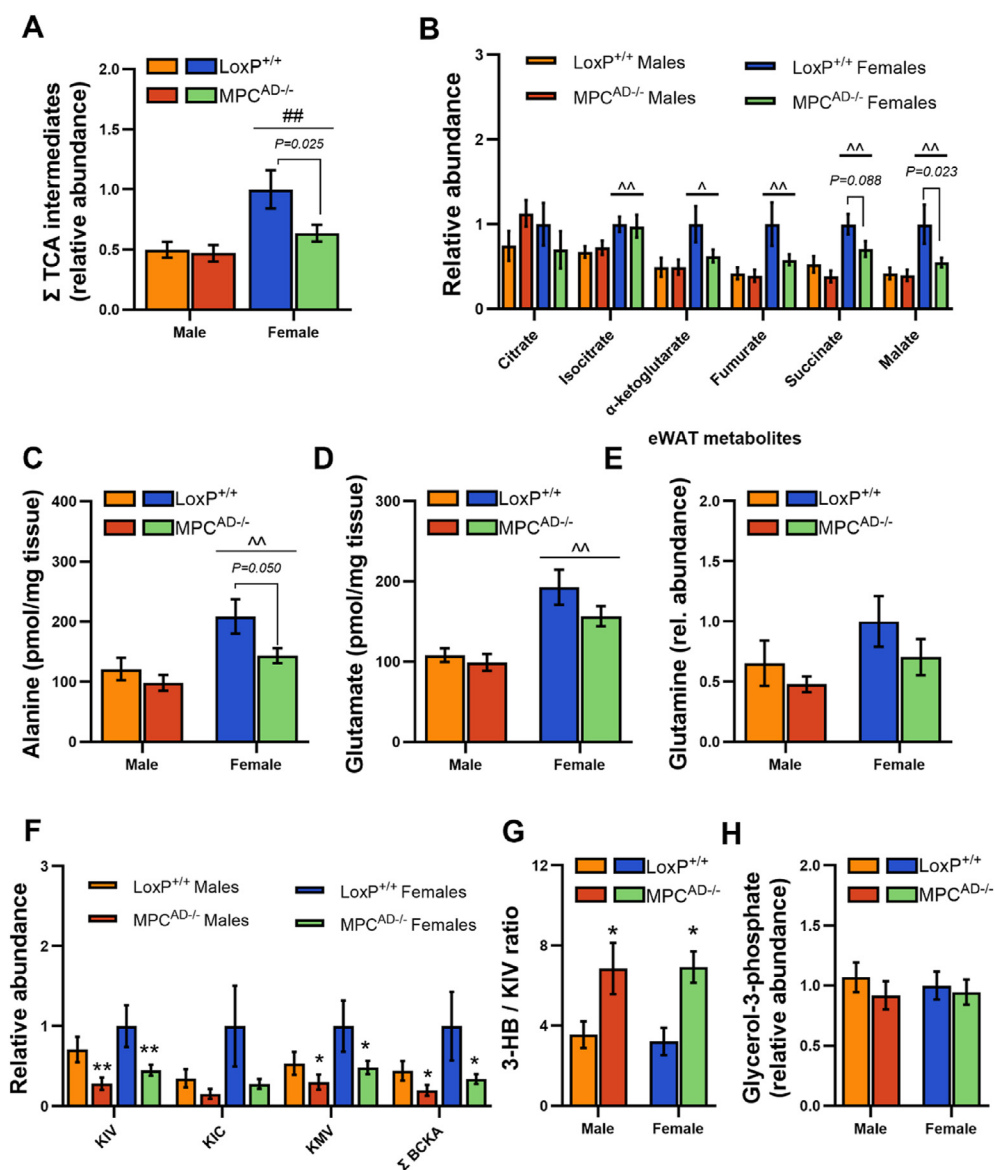 A
Σ TCA intermediates
(relative abundance)
2.0
1.5
1.0
0.5
0.0
LoxP+/+
MPCAD-/-
##
P=0.025
Male
Female
B
Relative abundance
3
2
1
0
LoxP+/+ Males
MPCAD-/- Males
LoxP+/+ Females
MPCAD-/- Females
^^
^
^^
^^
P=0.088
^^
P=0.023
Citrate
Isocitrate
α-ketoglutarate
Fumurate
Succinate
Malate
eWAT metabolites
C
Alanine (pmol/mg tissue)
400
300
200
100
0
LoxP+/+
MPCAD-/-
^^
P=0.050
Male
Female
D
Glutamate (pmol/mg tissue)
300
200
100
0
LoxP+/+
MPCAD-/-
^^
Male
Female
E
Glutamine (rel. abundance)
2.0
1.5
1.0
0.5
0.0
LoxP+/+
MPCAD-/-
Male
Female
F
Relative abundance
3
2
1
0
LoxP+/+ Males
MPCAD-/- Males
LoxP+/+ Females
MPCAD-/- Females
**
**
*
*
*
*
KIV
KIC
KMV
Σ BCKA
G
3-HB / KIV ratio
12
8
4
0
LoxP+/+
MPCAD-/-
*
*
Male
Female
H
Glycerol-3-phosphate
(relative abundance)
2.0
1.5
1.0
0.5
0.0
LoxP+/+
MPCAD-/-
Male
Female